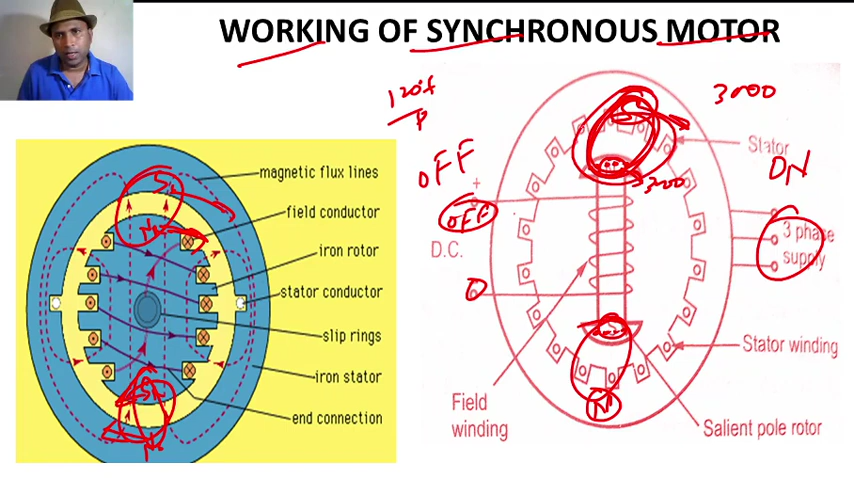 WORKING OF SYNCHRONOUS MOTOR
120f
P
3000
OFF
ON
Stator
3000
+
OFF
D.C.
3 phase
supply
Stator winding
Field
winding
Salient pole rotor
S
N
S
N
magnetic flux lines
field conductor
iron rotor
stator conductor
slip rings
iron stator
end connection
S
N
S
N